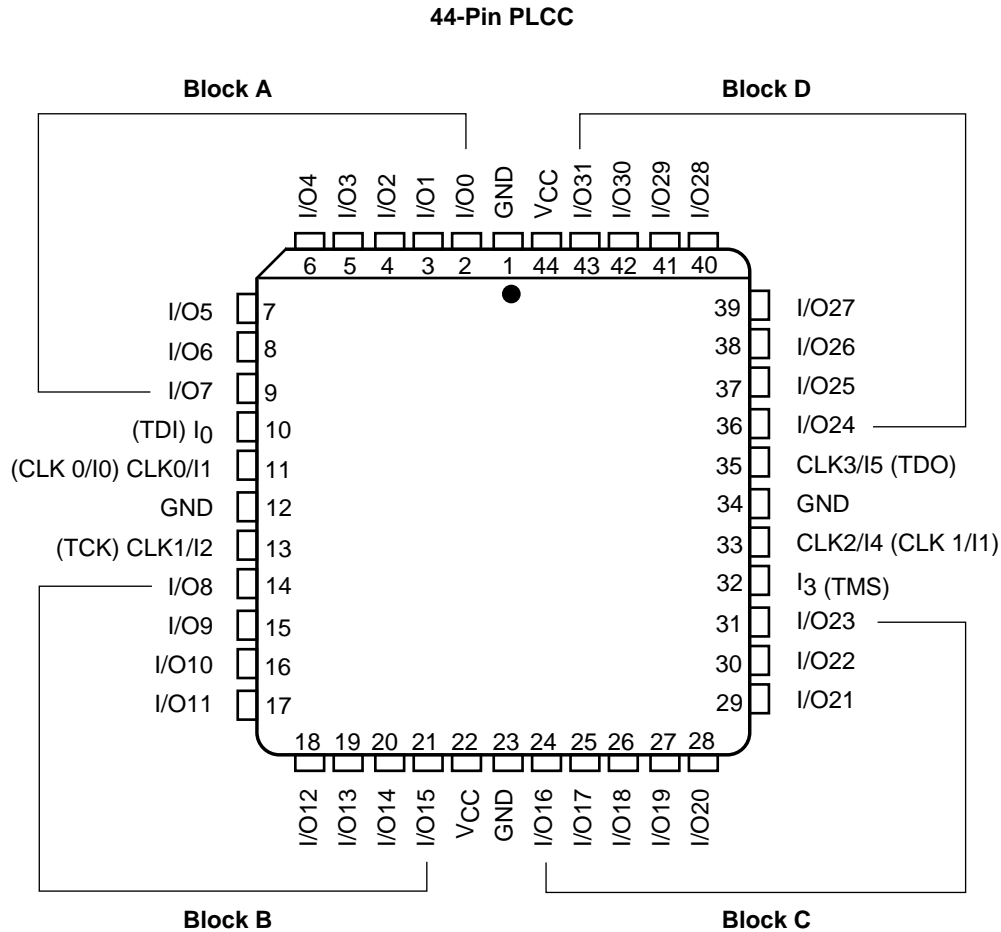 44-Pin PLCC
Block A
Block D
I/O4
I/O3
I/O2
I/O1
I/O0
GND
VCC
I/O31
I/O30
I/O29
I/O28
6 5 4 3 2 1 44 43 42 41 40
I/O5 7
I/O6 8
I/O7 9
(TDI) I0 10
(CLK 0/I0) CLK0/I1 11
GND 12
(TCK) CLK1/I2 13
I/O8 14
I/O9 15
I/O10 16
I/O11 17
39 I/O27
38 I/O26
37 I/O25
36 I/O24
35 CLK3/I5 (TDO)
34 GND
33 CLK2/I4 (CLK 1/I1)
32 I3 (TMS)
31 I/O23
30 I/O22
29 I/O21
18 19 20 21 22 23 24 25 26 27 28
I/O12
I/O13
I/O14
I/O15
VCC
GND
I/O16
I/O17
I/O18
I/O19
I/O20
Block B
Block C